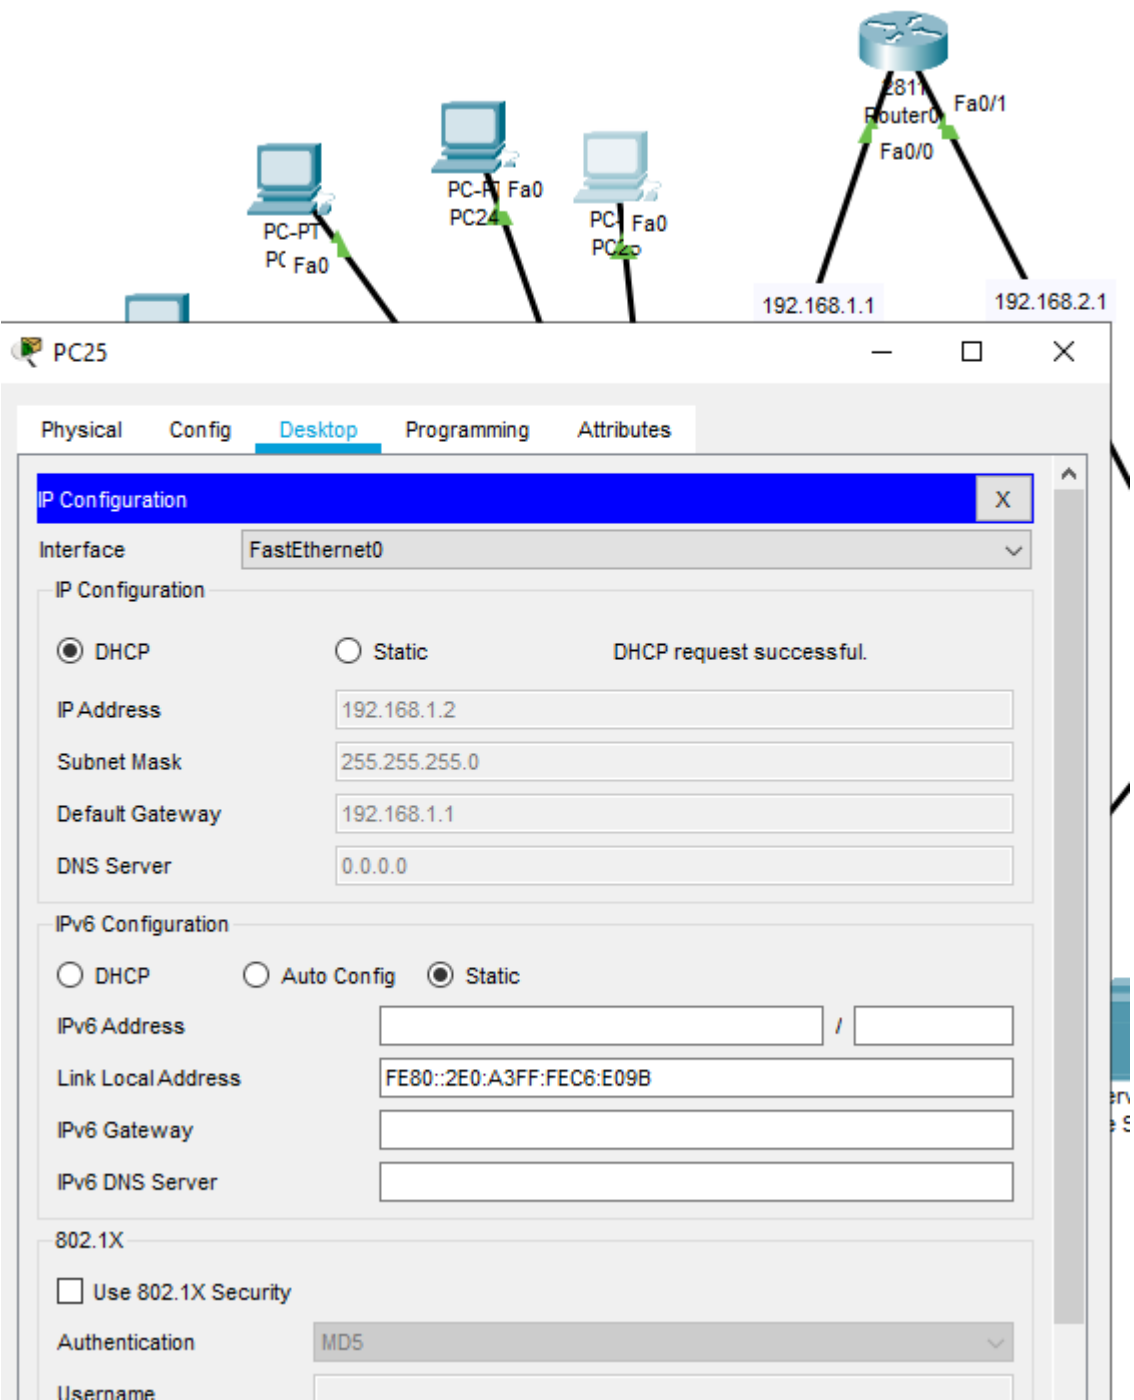 2811
Router0
Fa0/1
Fa0/0
PC-PT
Fa0
PC24
PC-
Fa0
PC25
PC-PT
PC
Fa0
192.168.1.1
192.168.2.1
PC25
Physical Config Desktop Programming Attributes
IP Configuration X
Interface FastEthernet0
IP Configuration
DHCP Static DHCP request successful.
IP Address 192.168.1.2
Subnet Mask 255.255.255.0
Default Gateway 192.168.1.1
DNS Server 0.0.0.0
IPv6 Configuration
DHCP Auto Config Static
IPv6 Address /
Link Local Address FE80::2E0:A3FF:FEC6:E09B
IPv6 Gateway
IPv6 DNS Server
802.1X
Use 802.1X Security
Authentication MD5
Username